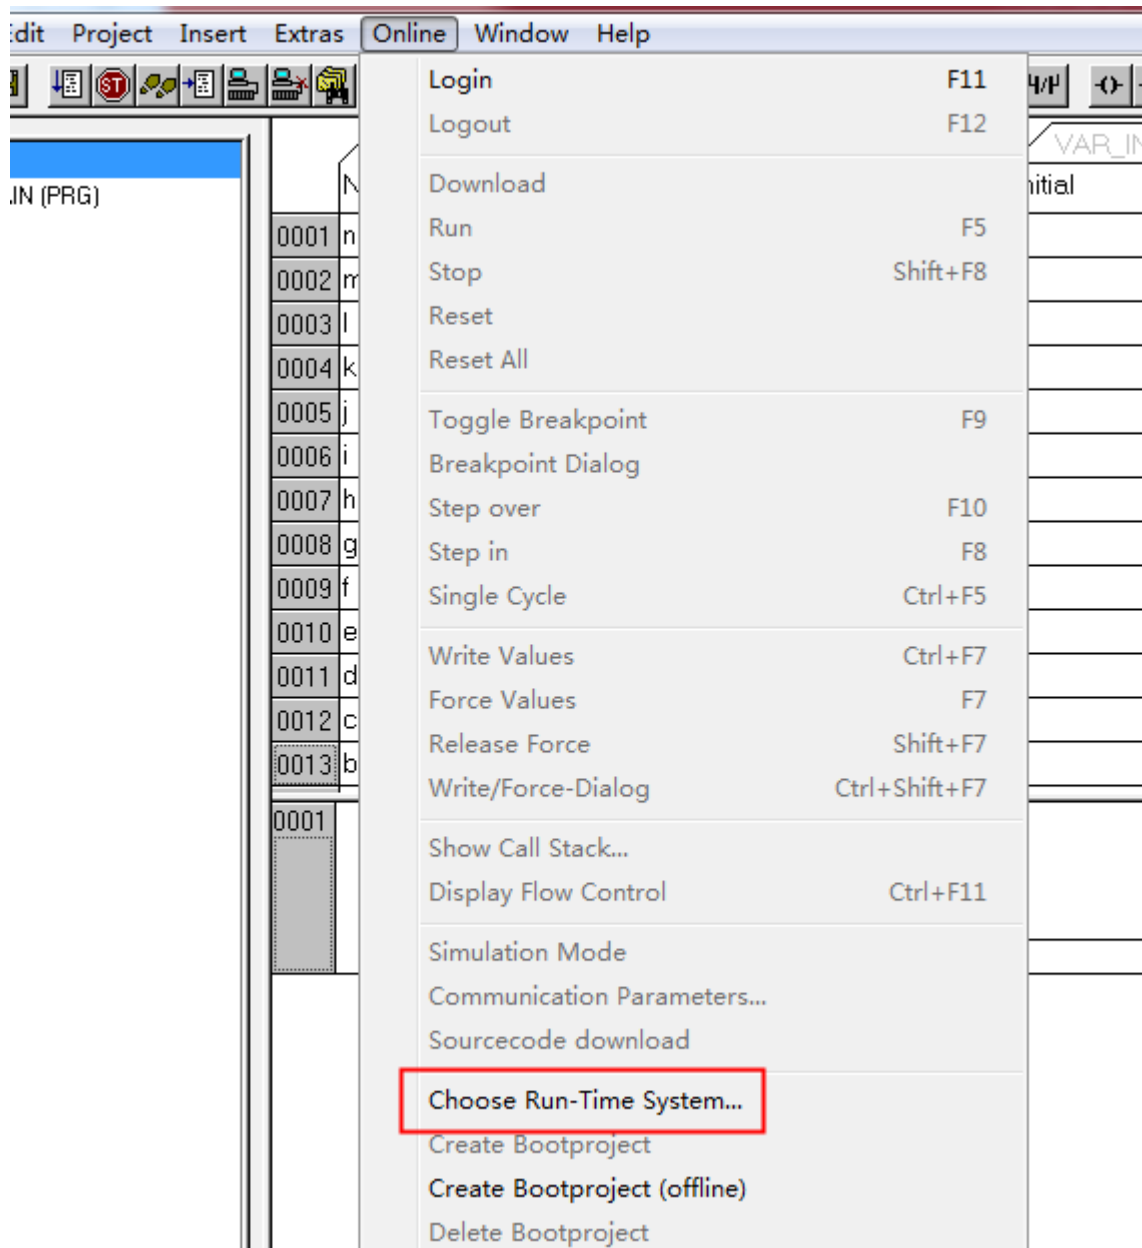 dit Project Insert Extras Online Window Help
ST
Login F11
Logout F12
VAR_IN
Download
nitial
.IN (PRG)
Run F5
0001 n
Stop Shift+F8
0002 m
Reset
0003 l
Reset All
0004 k
Toggle Breakpoint F9
0005 j
Breakpoint Dialog
0006 i
Step over F10
0007 h
Step in F8
0008 g
Single Cycle Ctrl+F5
0009 f
0010 e
Write Values Ctrl+F7
0011 d
Force Values F7
0012 c
Release Force Shift+F7
0013 b
Write/Force-Dialog Ctrl+Shift+F7
0001
Show Call Stack...
Display Flow Control Ctrl+F11
Simulation Mode
Communication Parameters...
Sourcecode download
Choose Run-Time System...
Create Bootproject
Create Bootproject (offline)
Delete Bootproject